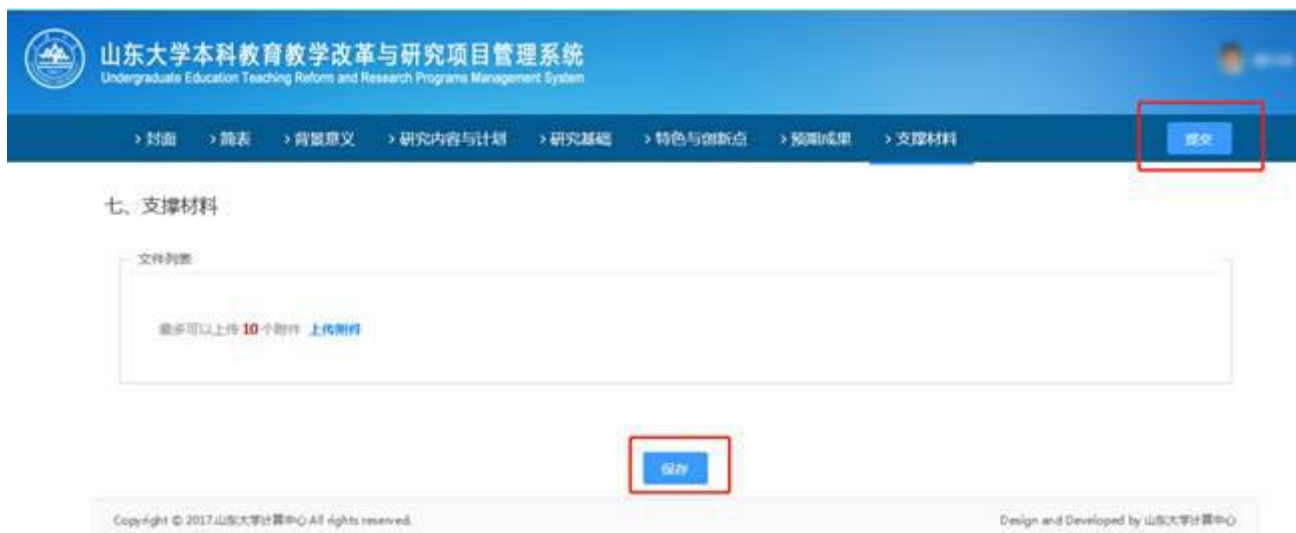 山东大学本科教育教学改革与研究项目管理系统
Undergraduate Education Teaching Reform and Research Programs Management System
>封面 >简表 >背景意义 >研究内容与计划 >研究基础 >特色与创新点 >预期成果 >支撑材料 提交
七、支撑材料
文件列表
最多可以上传 10 个附件 上传附件
保存
Copyright © 2017.山东大学计算中心 All rights reserved.
Design and Developed by 山东大学计算中心